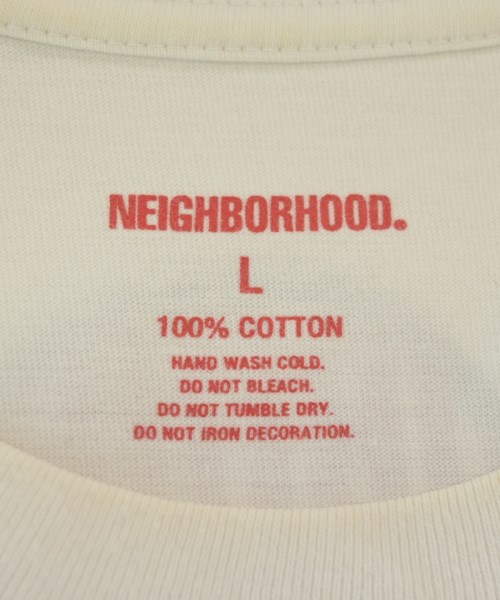 NEIGHBORHOOD.
L
100% COTTON
HAND WASH COLD.
DO NOT BLEACH.
DO NOT TUMBLE DRY.
DO NOT IRON DECORATION.